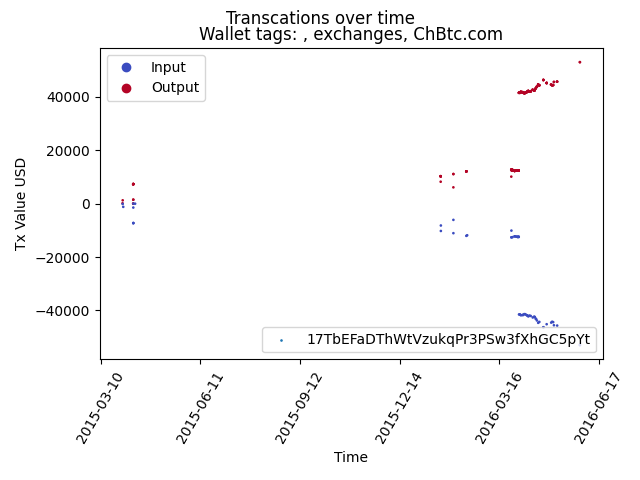 Transcations over time
Wallet tags: , exchanges, ChBtc.com
Input
Output
40000
20000
0
−20000
−40000
Tx Value USD
17TbEFaDThWtVzukqPr3PSw3fXhGC5pYt
2015-03-10
2015-06-11
2015-09-12
2015-12-14
2016-03-16
2016-06-17
Time